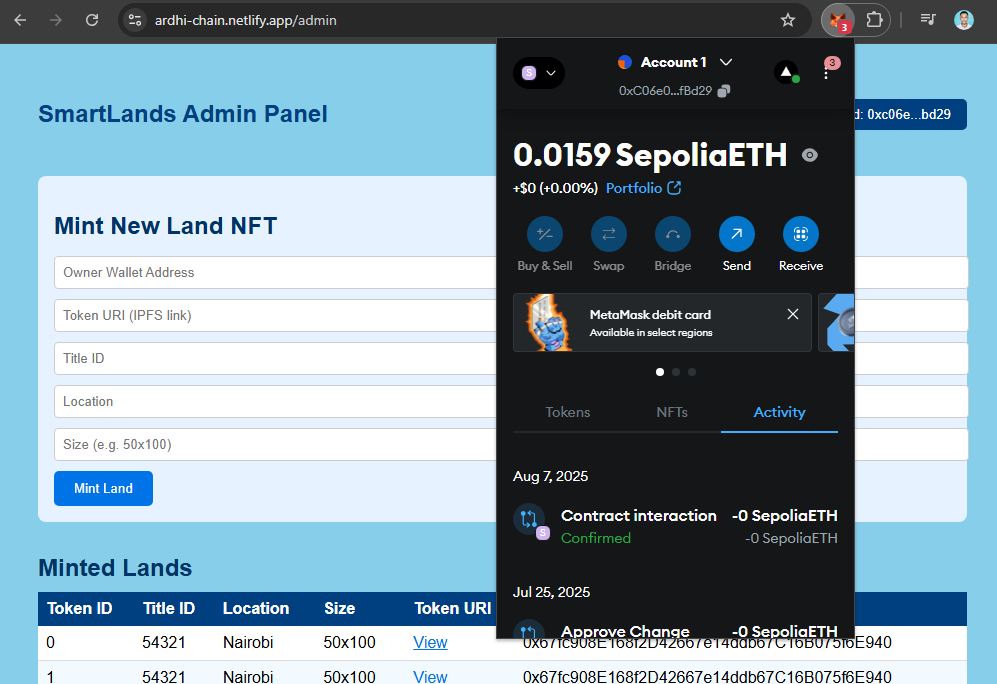 ardhi-chain.netlify.app/admin
3
SmartLands Admin Panel
d: 0xc06e...bd29
S
Account 1
0xC06e0...fBd29
3
0.0159 SepoliaETH
+$0 (+0.00%) Portfolio
Buy & Sell
Swap
Bridge
Send
Receive
MetaMask debit card
Available in select regions
Tokens
NFTs
Activity
Aug 7, 2025
Contract interaction -0 SepoliaETH
S
Confirmed -0 SepoliaETH
Jul 25, 2025
Approve Change -0 SepoliaETH
Mint New Land NFT
Owner Wallet Address
Token URI (IPFS link)
Title ID
Location
Size (e.g. 50x100)
Mint Land
Minted Lands
Token ID Title ID Location Size Token URI
0 54321 Nairobi 50x100 View 0x67fc908E168f2D42667e14ddb67C16B075f6E940
1 54321 Nairobi 50x100 View 0x67fc908E168f2D42667e14ddb67C16B075f6E940